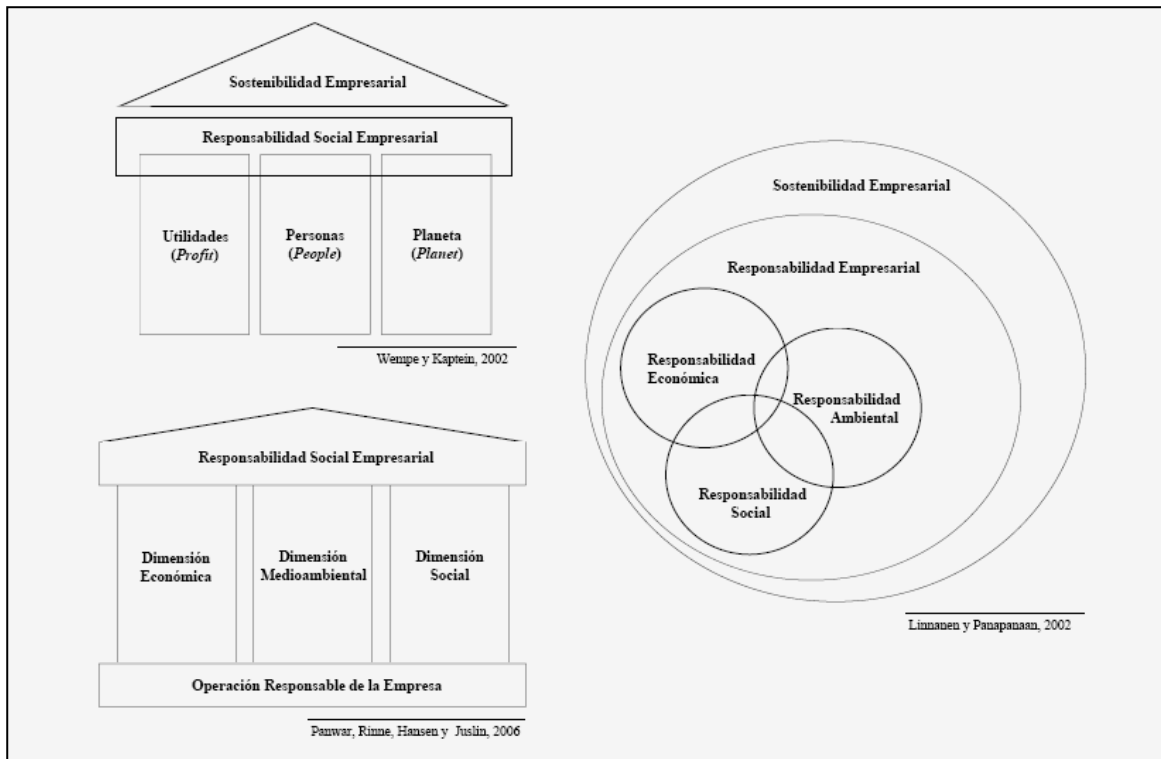 Sostenibilidad Empresarial
Responsabilidad Social Empresarial
Utilidades
(Profit)
Personas
(People)
Planeta
(Planet)
Wempe y Kaptein, 2002
Responsabilidad Social Empresarial
Dimensión
Económica
Dimensión
Medioambiental
Dimensión
Social
Operación Responsable de la Empresa
Panwar, Rinne, Hansen y Juslin, 2006
Sostenibilidad Empresarial
Responsabilidad Empresarial
Responsabilidad
Económica
Responsabilidad
Ambiental
Responsabilidad
Social
Linnanen y Panapanaan, 2002